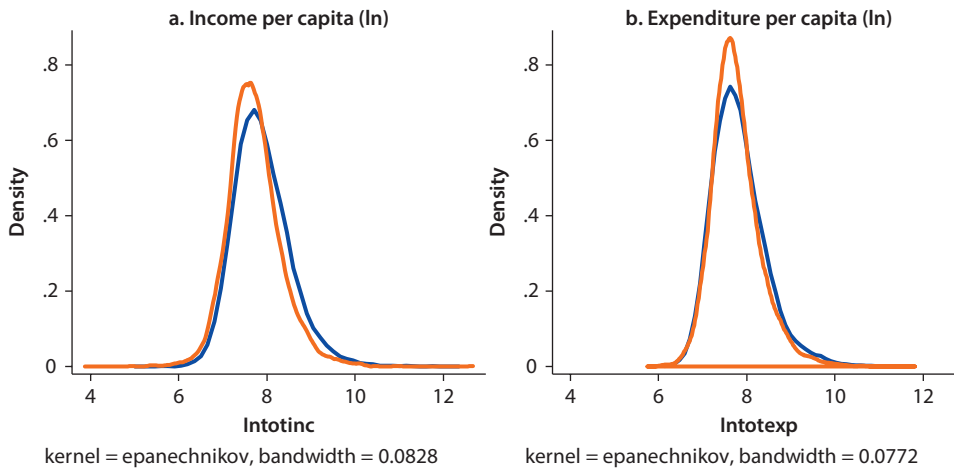 a. Income per capita (ln)
Density
.8
.6
.4
.2
0
4 6 8 10 12
lntotinc
kernel = epanechnikov, bandwidth = 0.0828
b. Expenditure per capita (ln)
Density
.8
.6
.4
.2
0
4 6 8 10 12
lntotexp
kernel = epanechnikov, bandwidth = 0.0772